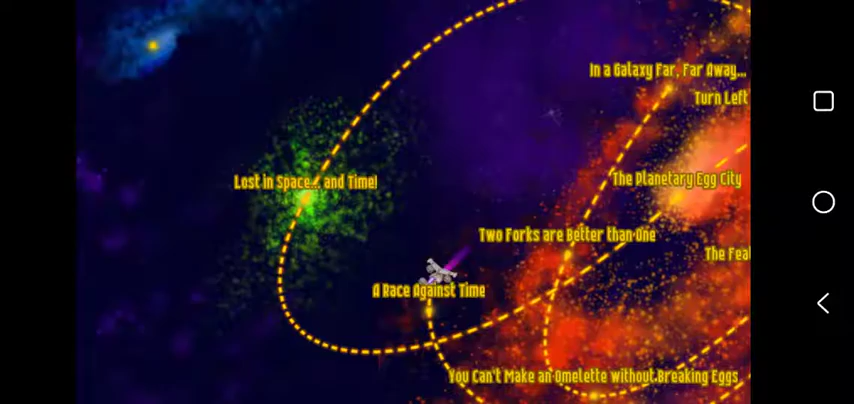 In a Galaxy Far, Far Away...
Turn Left
The Planetary Egg City
Lost in Space... and Time!
Two Forks are Better than One
The
A Race Against Time
You Can't Make an Omelette without Breaking Eggs